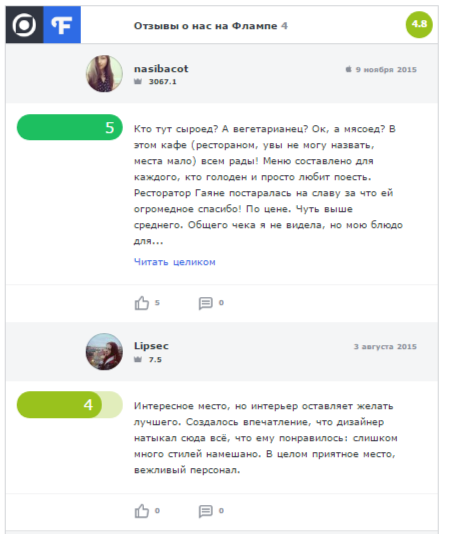 Отзывы о нас на Флампе 4
4.8
nasibacot
9 ноября 2015
3067.1
5
Кто тут сыроед? А вегетарианец? Ок, а мясоед? В
этом кафе (рестораном, увы не могу назвать,
места мало) всем рады! Меню составлено для
каждого, кто голоден и просто любит поесть.
Ресторатор Гаяне постаралась на славу за что ей
огромедное спасибо! По цене. Чуть выше
среднего. Общего чека я не видела, но мою блюдо
для...
Читать целиком
5
0
Lipsec
3 августа 2015
7.5
4
Интересное место, но интерьер оставляет желать
лучшего. Создалось впечатление, что дизайнер
натыкал сюда всё, что ему понравилось: слишком
много стилей намешано. В целом приятное место,
вежливый персонал.
0
0